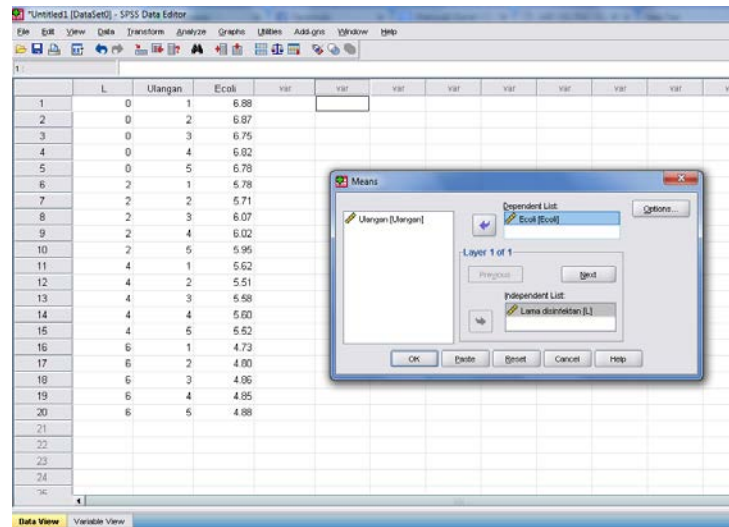 *Untitled1 [DataSet0] - SPSS Data Editor
File Edit View Data Transform Analyze Graphs Utilities Add-ons Window Help
1 :
L Ulangan Ecoli var var var var var var var
1 0 1 6.88
2 0 2 6.87
3 0 3 6.75
4 0 4 6.82
5 0 5 6.78
6 2 1 5.78
7 2 2 5.71
8 2 3 6.07
9 2 4 6.02
10 2 5 5.95
11 4 1 5.62
12 4 2 5.51
13 4 3 5.58
14 4 4 5.60
15 4 5 5.52
16 6 1 4.73
17 6 2 4.80
18 6 3 4.86
19 6 4 4.85
20 6 5 4.88
21
22
23
24
Means
Ulangan [Ulangan]
Dependent List:
Ecoli [Ecoli]
Options...
Layer 1 of 1
Previous Next
Independent List:
Lama disinfektan [L]
OK Paste Reset Cancel Help
Data View Variable View